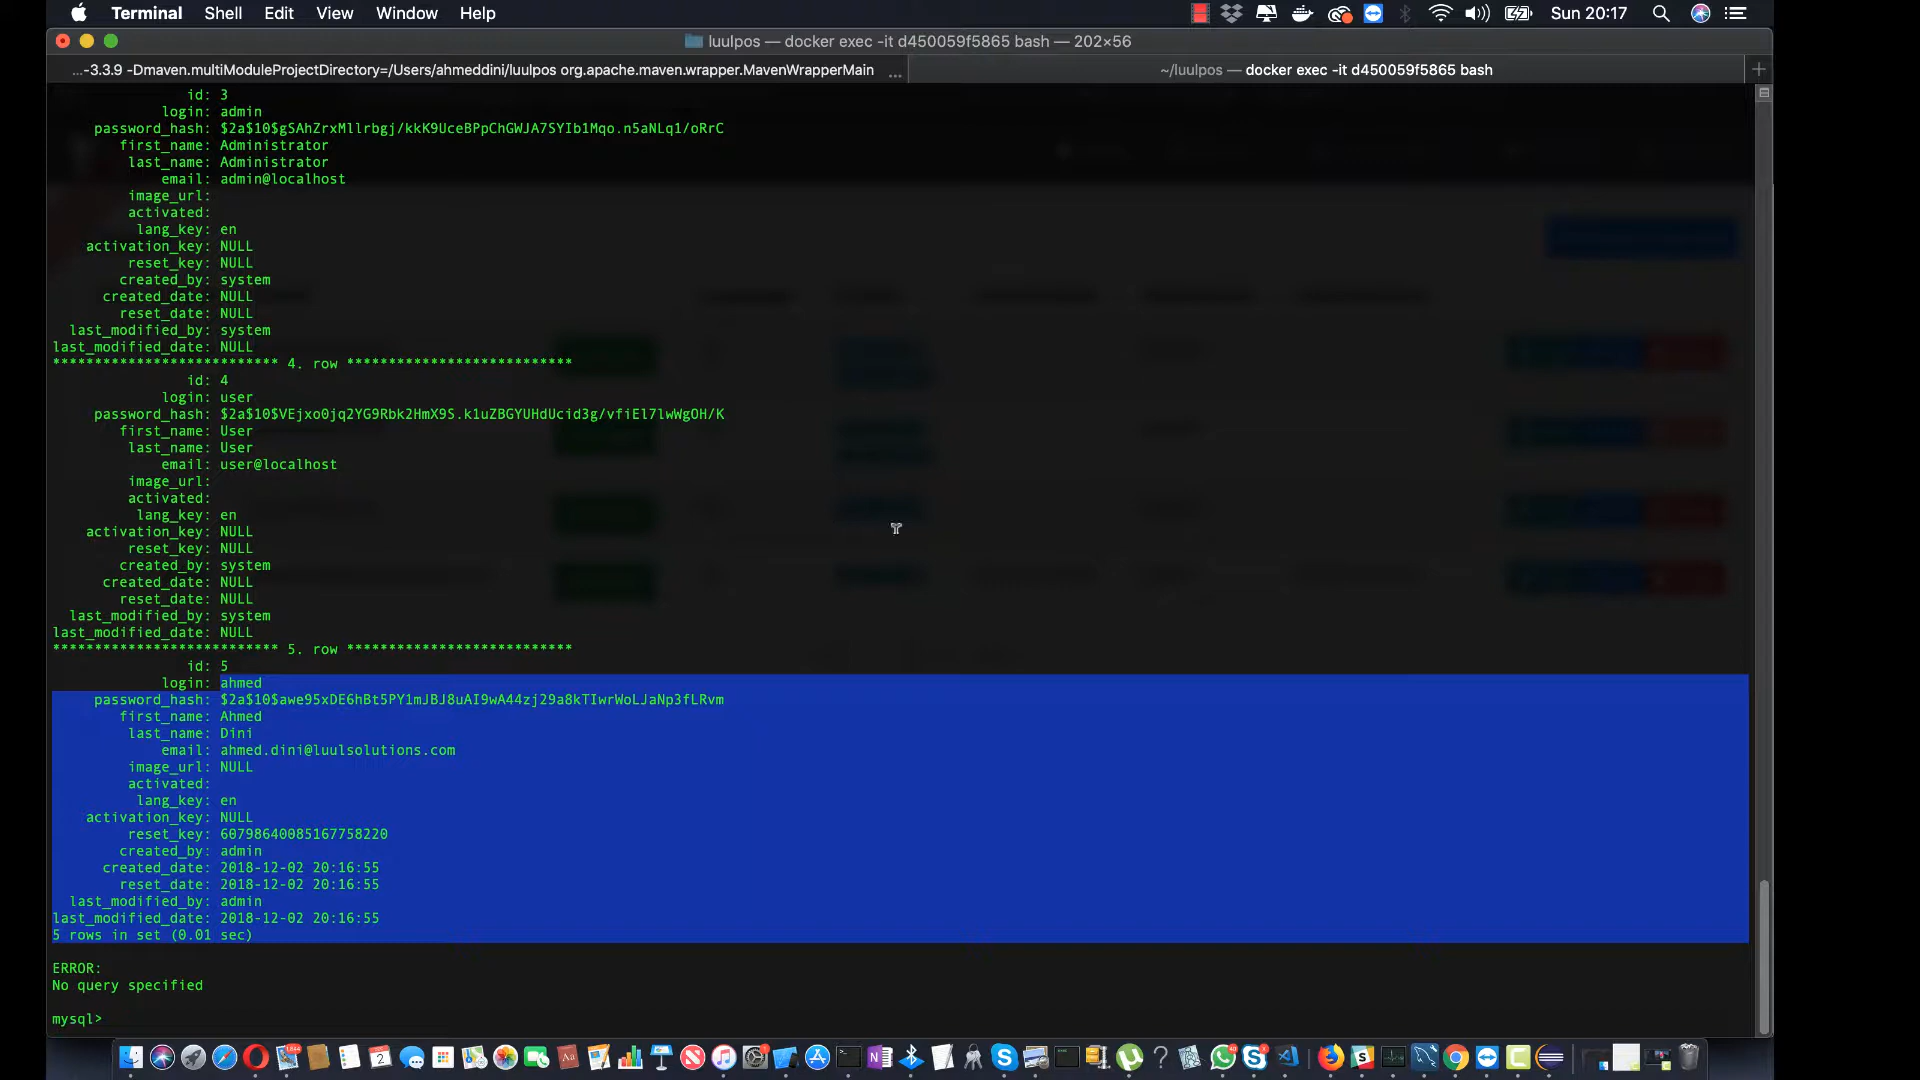 Terminal Shell Edit View Window Help Sun 20:17
luulpos — docker exec -it d450059f5865 bash — 202×56
...-3.3.9 -Dmaven.multiModuleProjectDirectory=/Users/ahmeddini/luulpos org.apache.maven.wrapper.MavenWrapperMain ... ~/luulpos — docker exec -it d450059f5865 bash
id: 3
login: admin
password_hash: $2a$10$gSAhZrxMllrbgj/kkK9UceBPpChGWJA7SYIb1Mqo.n5aNLq1/oRrC
first_name: Administrator
last_name: Administrator
email: admin@localhost
image_url:
activated:
lang_key: en
activation_key: NULL
reset_key: NULL
created_by: system
created_date: NULL
reset_date: NULL
last_modified_by: system
last_modified_date: NULL
*************************** 4. row ***************************
id: 4
login: user
password_hash: $2a$10$VEjxo0jq2YG9Rbk2HmX9S.k1uZBGYUHdUcid3g/vfiEl7lwWgOH/K
first_name: User
last_name: User
email: user@localhost
image_url:
activated:
lang_key: en
activation_key: NULL
reset_key: NULL
created_by: system
created_date: NULL
reset_date: NULL
last_modified_by: system
last_modified_date: NULL
*************************** 5. row ***************************
id: 5
login: ahmed
password_hash: $2a$10$awe95xDE6hBt5PY1mJBJ8uAI9wA44zj29a8kTIwrWoLJaNp3fLRvm
first_name: Ahmed
last_name: Dini
email: ahmed.dini@luulsolutions.com
image_url: NULL
activated:
lang_key: en
activation_key: NULL
reset_key: 60798640085167758220
created_by: admin
created_date: 2018-12-02 20:16:55
reset_date: 2018-12-02 20:16:55
last_modified_by: admin
last_modified_date: 2018-12-02 20:16:55
5 rows in set (0.01 sec)
ERROR:
No query specified
mysql>